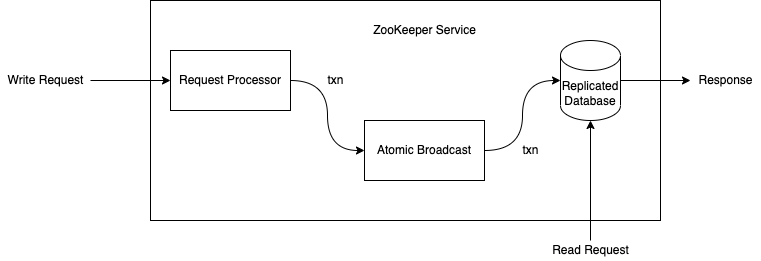 ZooKeeper Service
Write Request
Request Processor
txn
Atomic Broadcast
txn
Replicated
Database
Response
Read Request